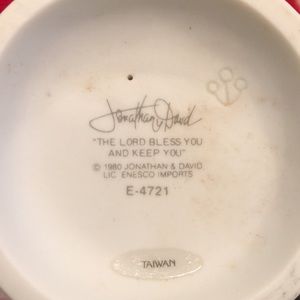 Jonathan & David
"THE LORD BLESS YOU
AND KEEP YOU"
© 1980 JONATHAN & DAVID
LIC. ENESCO IMPORTS
E-4721
TAIWAN